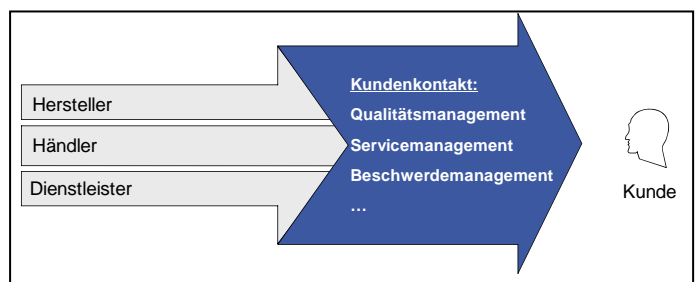 Hersteller
Händler
Dienstleister
Kundenkontakt:
Qualitätsmanagement
Servicemanagement
Beschwerdemanagement
…
Kunde